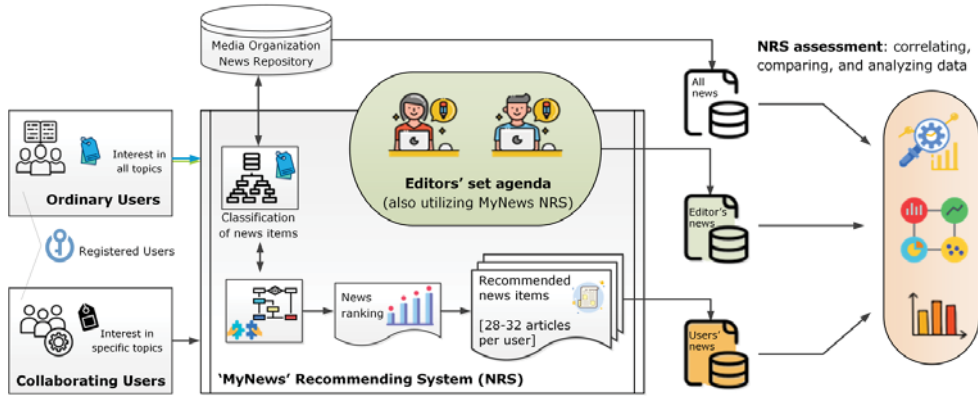 Media Organization
News Repository
NRS assessment: correlating,
comparing, and analyzing data
All
news
Interest in
all topics
Ordinary Users
Registered Users
Interest in
specific topics
Collaborating Users
Classification
of news items
Editors' set agenda
(also utilizing MyNews NRS)
Editor's
news
News
ranking
Recommended
news items
[28-32 articles
per user]
Users'
news
'MyNews' Recommending System (NRS)